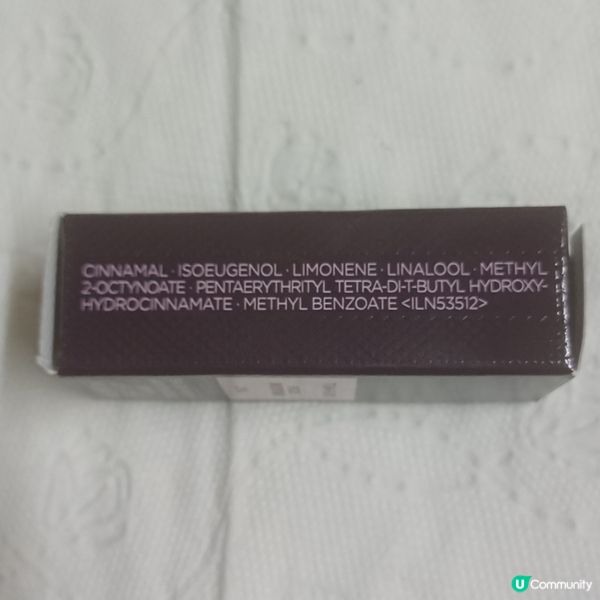 CINNAMAL · ISOEUGENOL · LIMONENE · LINALOOL · METHYL
2-OCTYNOATE · PENTAERYTHRITYL TETRA-DI-T-BUTYL HYDROXY-
HYDROCINNAMATE · METHYL BENZOATE <ILN53512>
U Community